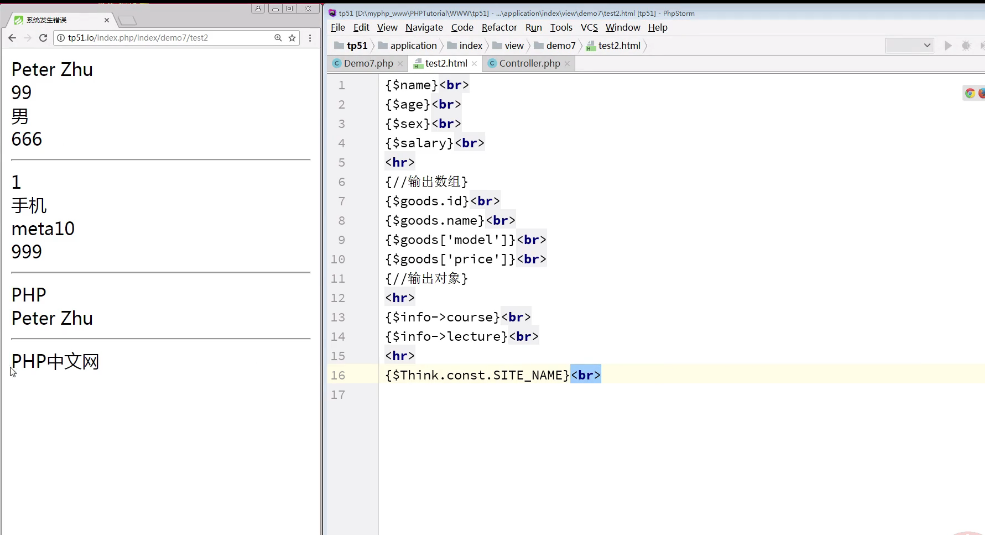 系统发生错误
tp51.io/index.php/index/demo7/test2
Peter Zhu
99
男
666
1
手机
meta10
999
PHP
Peter Zhu
PHP中文网
tp51 [D:\myphp_www\PHPTutorial\WWW\tp51] - ...\application\index\view\demo7\test2.html [tp51] - PhpStorm
File Edit View Navigate Code Refactor Run Tools VCS Window Help
tp51 application index view demo7 test2.html
Demo7.php test2.html Controller.php
1 {$name}<br>
2 {$age}<br>
3 {$sex}<br>
4 {$salary}<br>
5 <hr>
6 {//输出数组}
7 {$goods.id}<br>
8 {$goods.name}<br>
9 {$goods['model']}<br>
10 {$goods['price']}<br>
11 {//输出对象}
12 <hr>
13 {$info->course}<br>
14 {$info->lecture}<br>
15 <hr>
16 {$Think.const.SITE_NAME}<br>
17